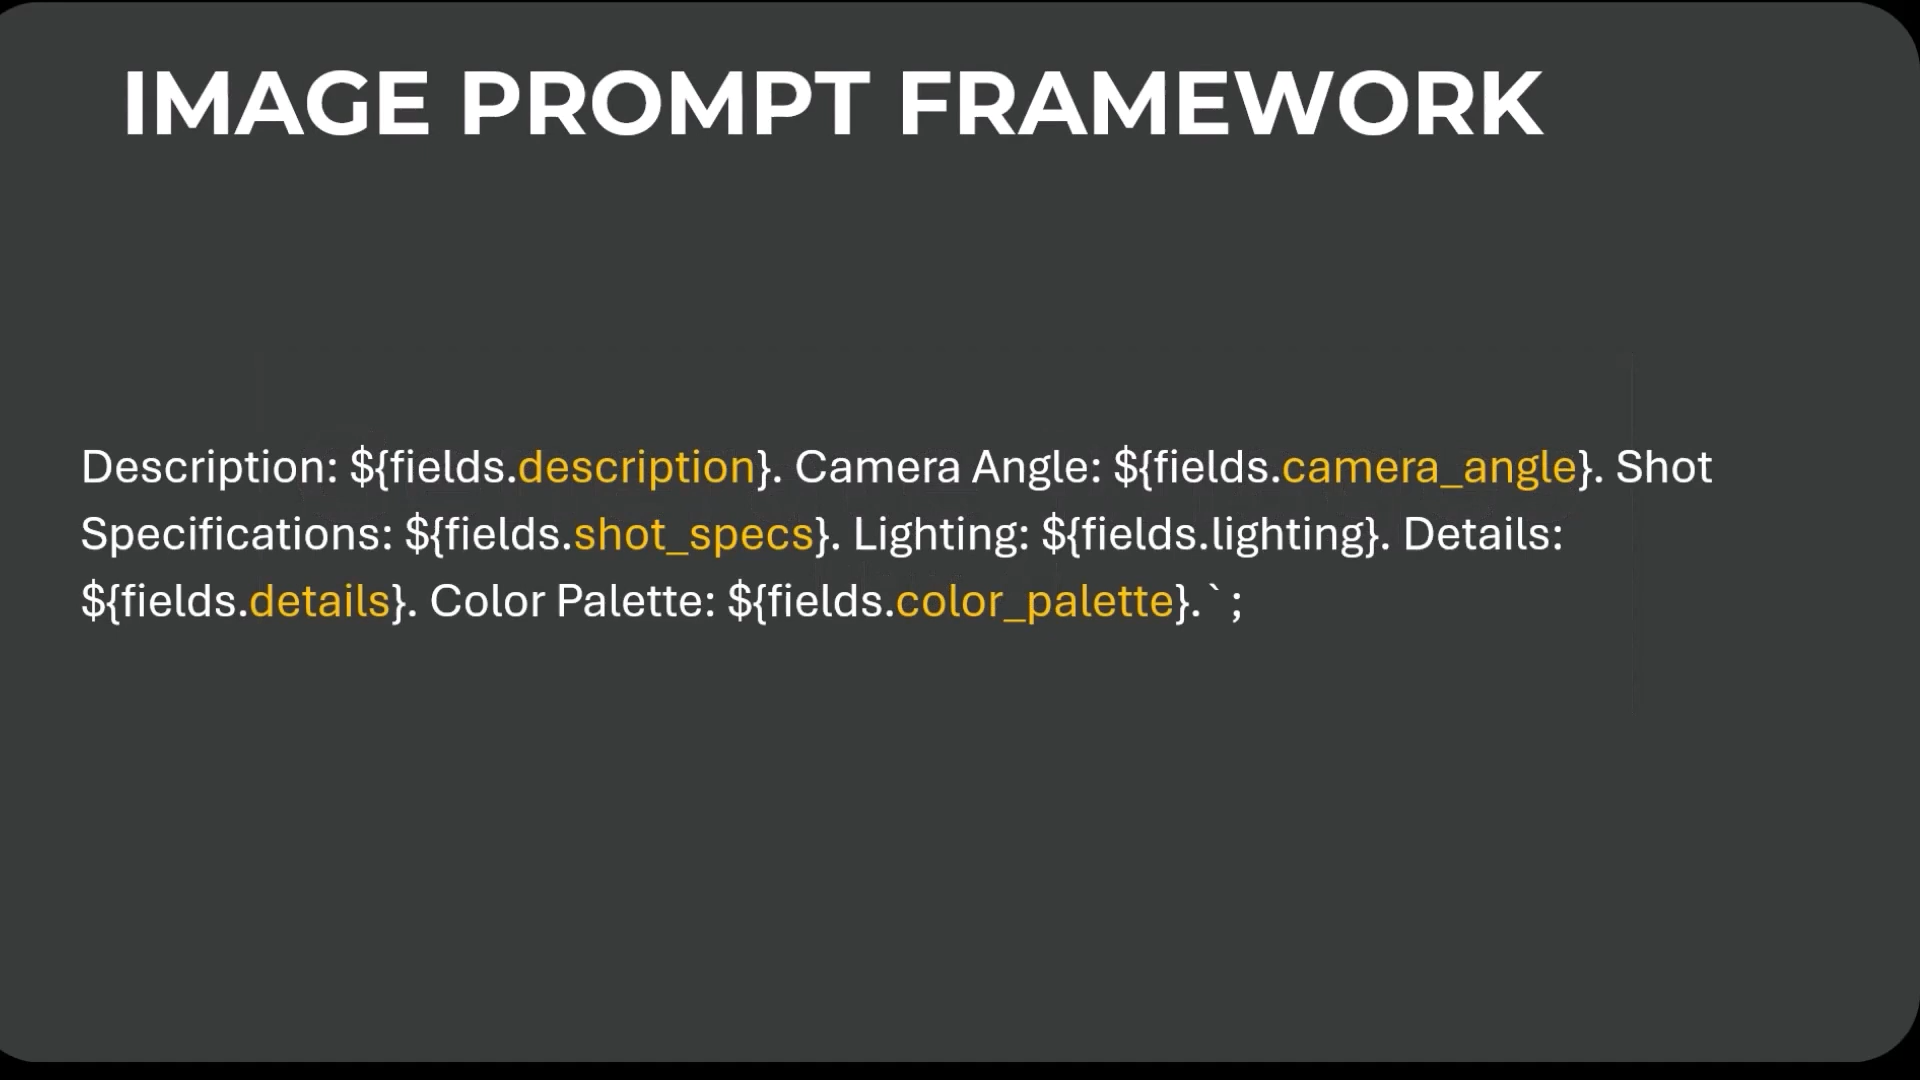 IMAGE PROMPT FRAMEWORK
Description: ${fields.description}. Camera Angle: ${fields.camera_angle}. Shot
Specifications: ${fields.shot_specs}. Lighting: ${fields.lighting}. Details:
${fields.details}. Color Palette: ${fields.color_palette}.`;